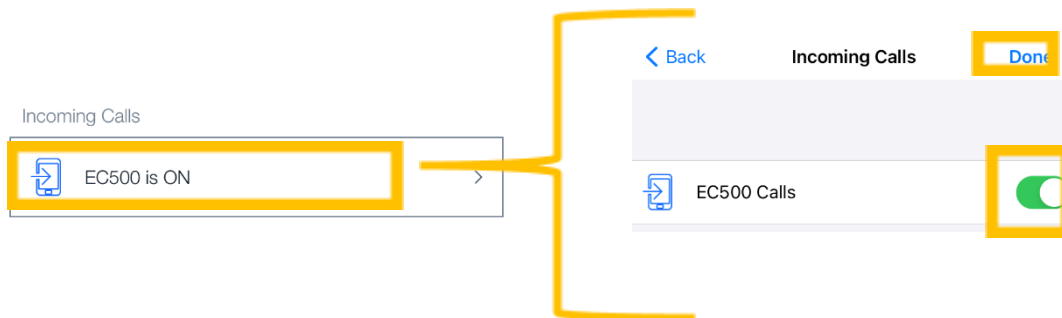 Incoming Calls
EC500 is ON
Back
Incoming Calls
Done
EC500 Calls